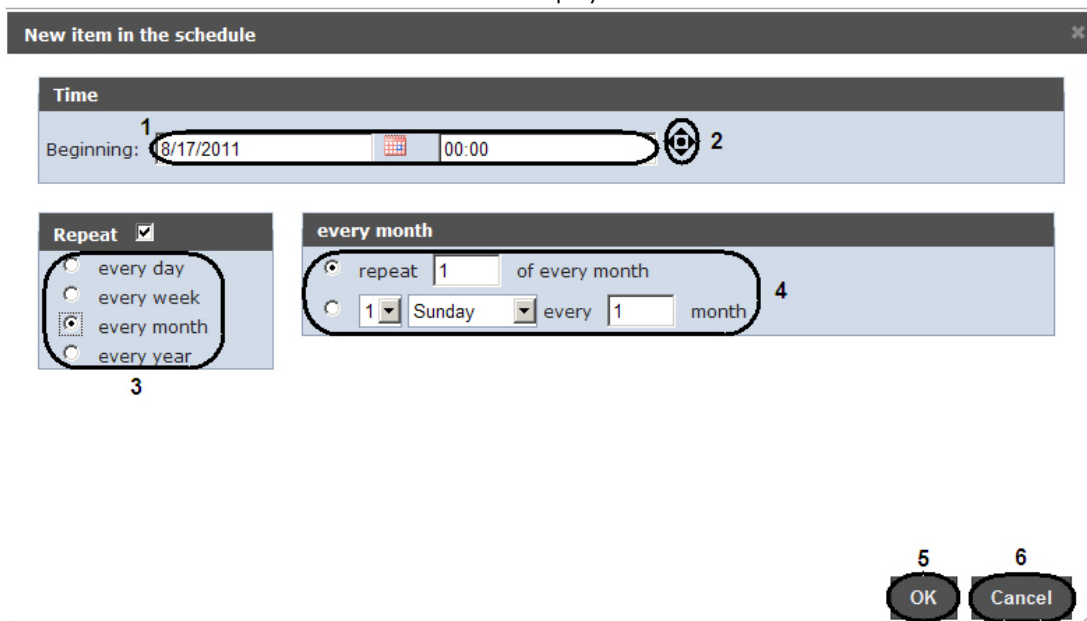 New item in the schedule
Time
1
Beginning: 8/17/2011 00:00 2
Repeat
every day
every week
every month
every year
3
every month
repeat 1 of every month
1 Sunday every 1 month
4
5 6
OK Cancel